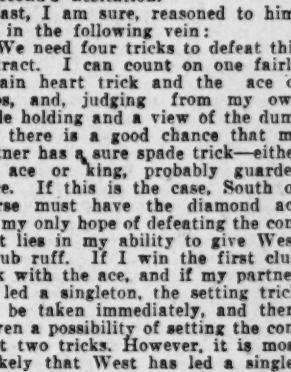 ast, I am sure, reasoned to him
in the following vein:
We need four tricks to defeat thi
ract. I can count on one fairl
ain heart trick and the ace o
s, and, judging from my ow
le holding and a view of the dum
there is a good chance that m
tner has a sure spade trick—eithe
ace or king, probably guarde
e. If this is the case, South o
rse must have the diamond ac
my only hope of defeating the con
t lies in my ability to give Wes
ub ruff. If I win the first clu
k with the ace, and if my partne
led a singleton, the setting tric
be taken immediately, and ther
ven a possibility of setting the con
t two tricks. However, it is mos
kely that West has led a single